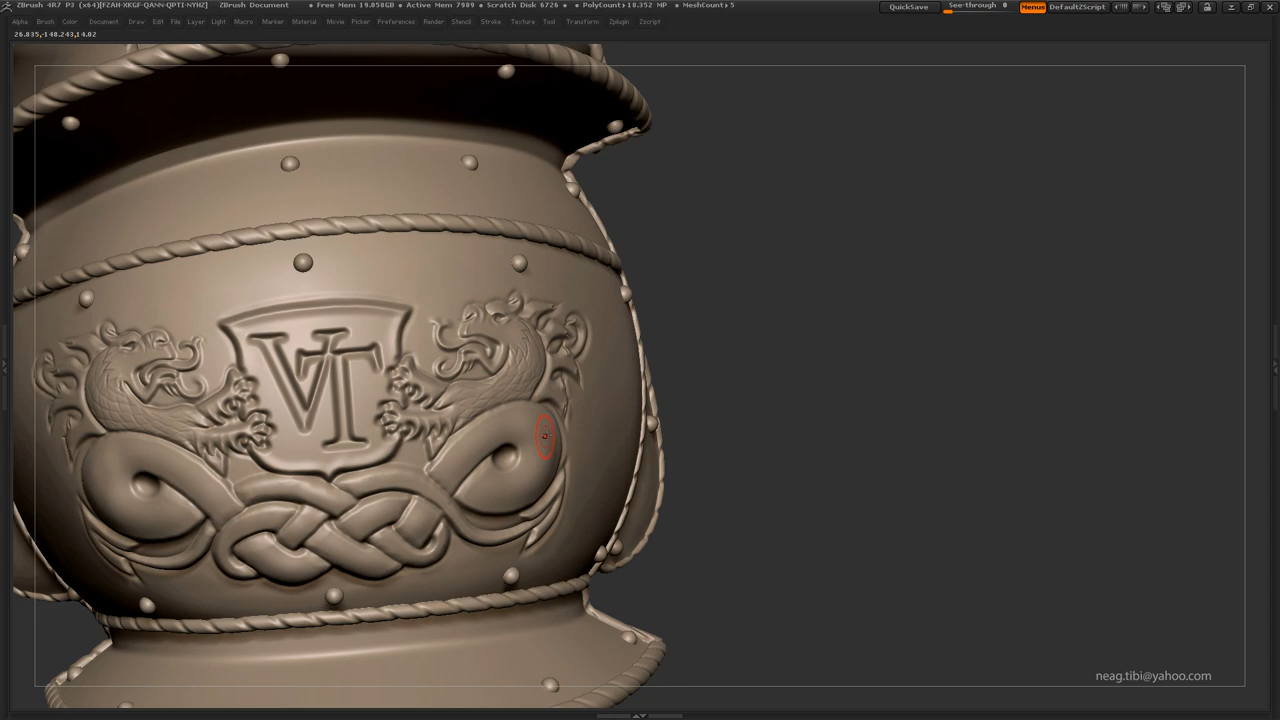 ZBrush 4R7 P3 (x64)[FZAH-XKGF-QANN-QPTI-NYHZ] ZBrush Document • Free Mem 19.058GB • Active Mem 7989 • Scratch Disk 6726 • • PolyCount▸18.352 MP • MeshCount▸5 QuickSave See-through 0 Menus DefaultZScript
Alpha Brush Color Document Draw Edit File Layer Light Macro Marker Material Movie Picker Preferences Render Stencil Stroke Texture Tool Transform Zplugin Zscript
26.835,-148.243,14.02
VT
neag.tibi@yahoo.com